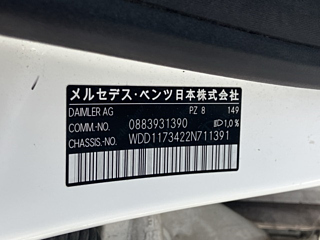 メルセデス・ベンツ日本株式会社
DAIMLER AG PZ 8 149
COMM.-NO. 0883931390 1,0%
CHASSIS.-NO. WDD1173422N711391